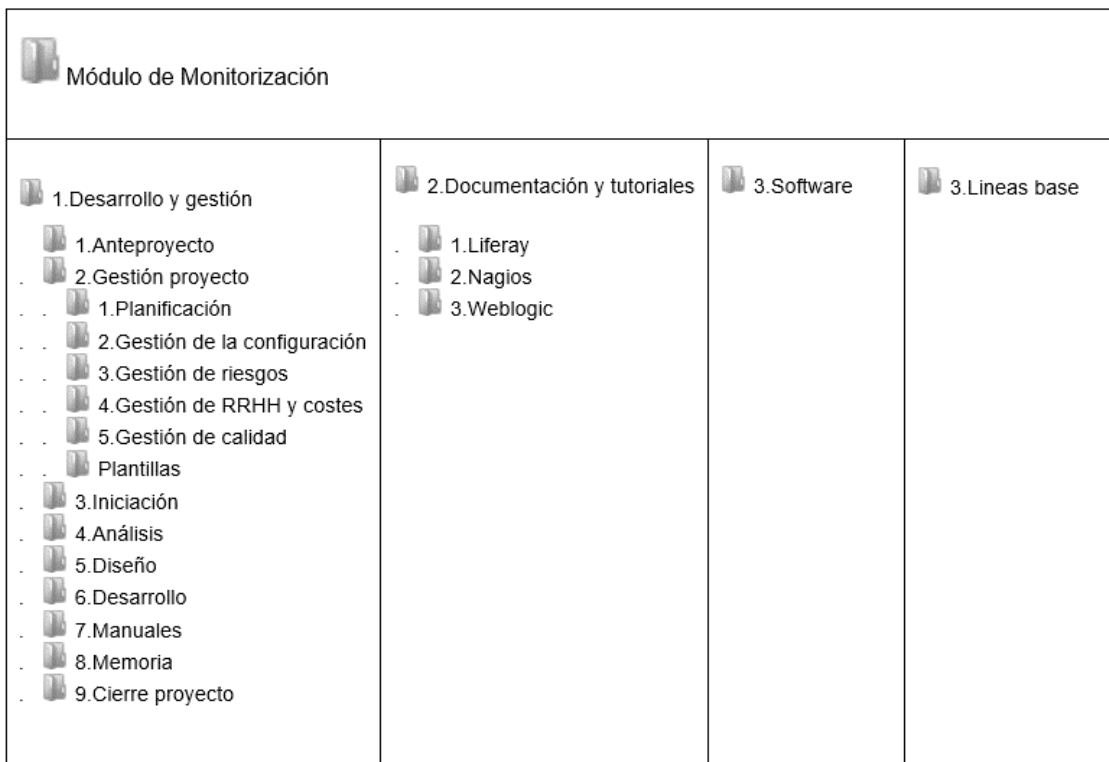 Módulo de Monitorización
1.Desarrollo y gestión
1.Anteproyecto
. 2.Gestión proyecto
. . 1.Planificación
. . 2.Gestión de la configuración
. . 3.Gestión de riesgos
. . 4.Gestión de RRHH y costes
. . 5.Gestión de calidad
. . Plantillas
. 3.Iniciación
. 4.Análisis
. 5.Diseño
. 6.Desarrollo
. 7.Manuales
. 8.Memoria
. 9.Cierre proyecto
2.Documentación y tutoriales
. 1.Liferay
. 2.Nagios
. 3.Weblogic
3.Software
3.Lineas base